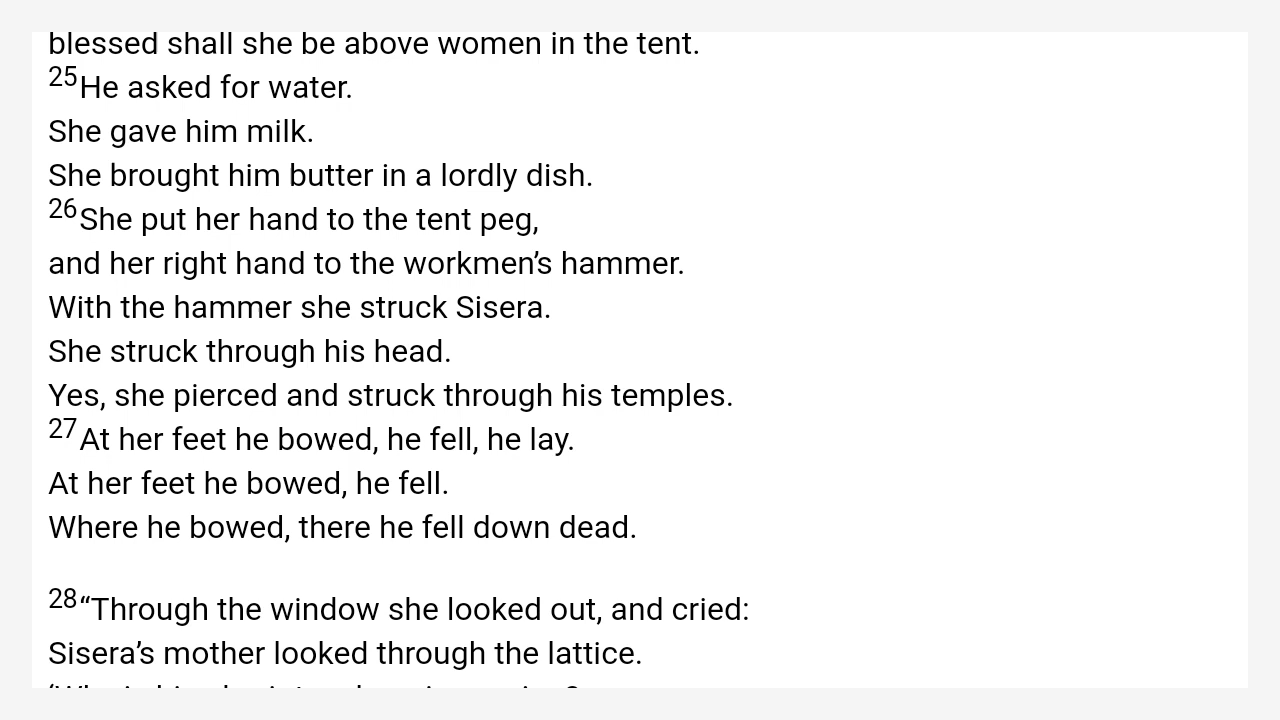 blessed shall she be above women in the tent.
25He asked for water.
She gave him milk.
She brought him butter in a lordly dish.
26She put her hand to the tent peg,
and her right hand to the workmen’s hammer.
With the hammer she struck Sisera.
She struck through his head.
Yes, she pierced and struck through his temples.
27At her feet he bowed, he fell, he lay.
At her feet he bowed, he fell.
Where he bowed, there he fell down dead.
28“Through the window she looked out, and cried:
Sisera’s mother looked through the lattice.